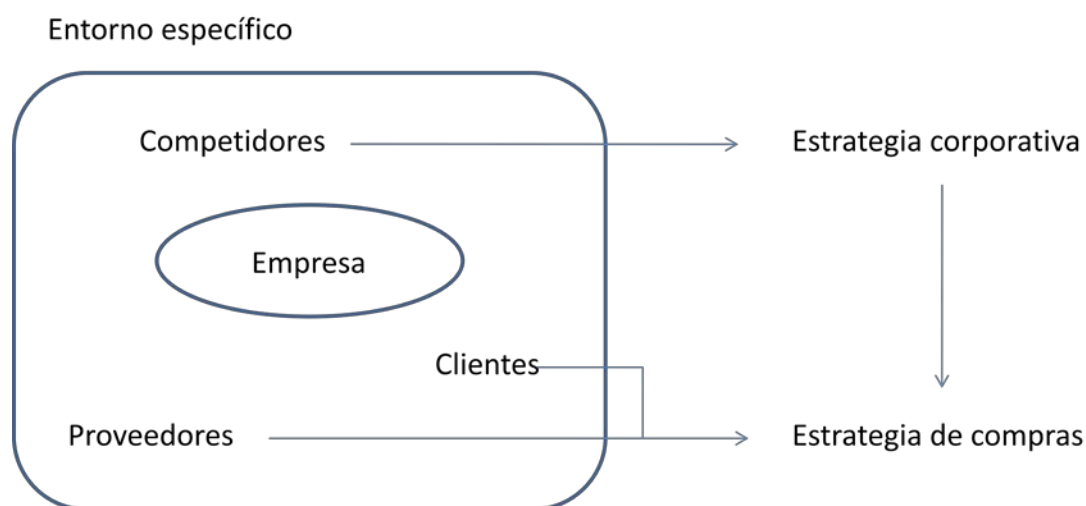 Entorno específico
Competidores
Estrategia corporativa
Empresa
Clientes
Proveedores
Estrategia de compras